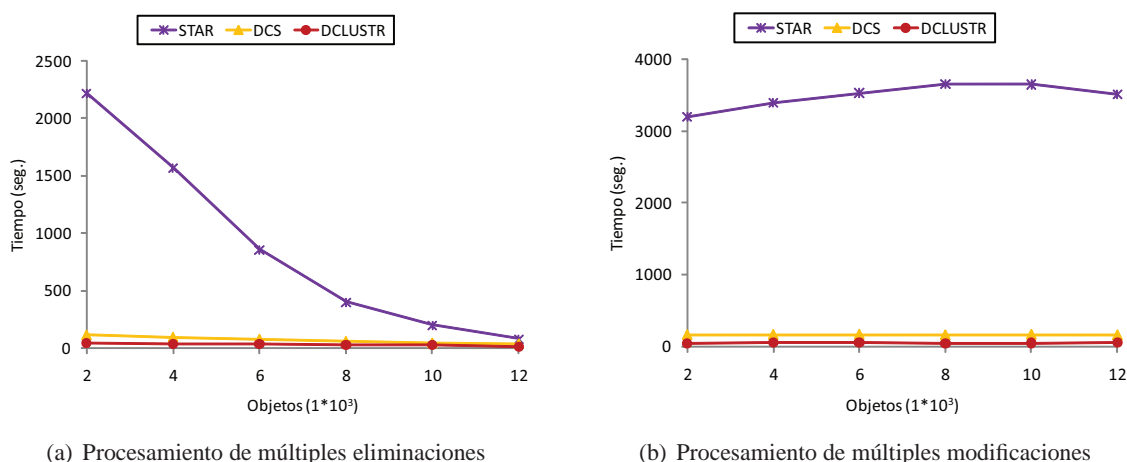 STAR DCS DCLUSTR
2500
2000
1500
1000
500
0
Tiempo (seg.)
2 4 6 8 10 12
Objetos (1*10³)
(a) Procesamiento de múltiples eliminaciones
STAR DCS DCLUSTR
4000
3000
2000
1000
0
Tiempo (seg.)
2 4 6 8 10 12
Objetos (1*10³)
(b) Procesamiento de múltiples modificaciones